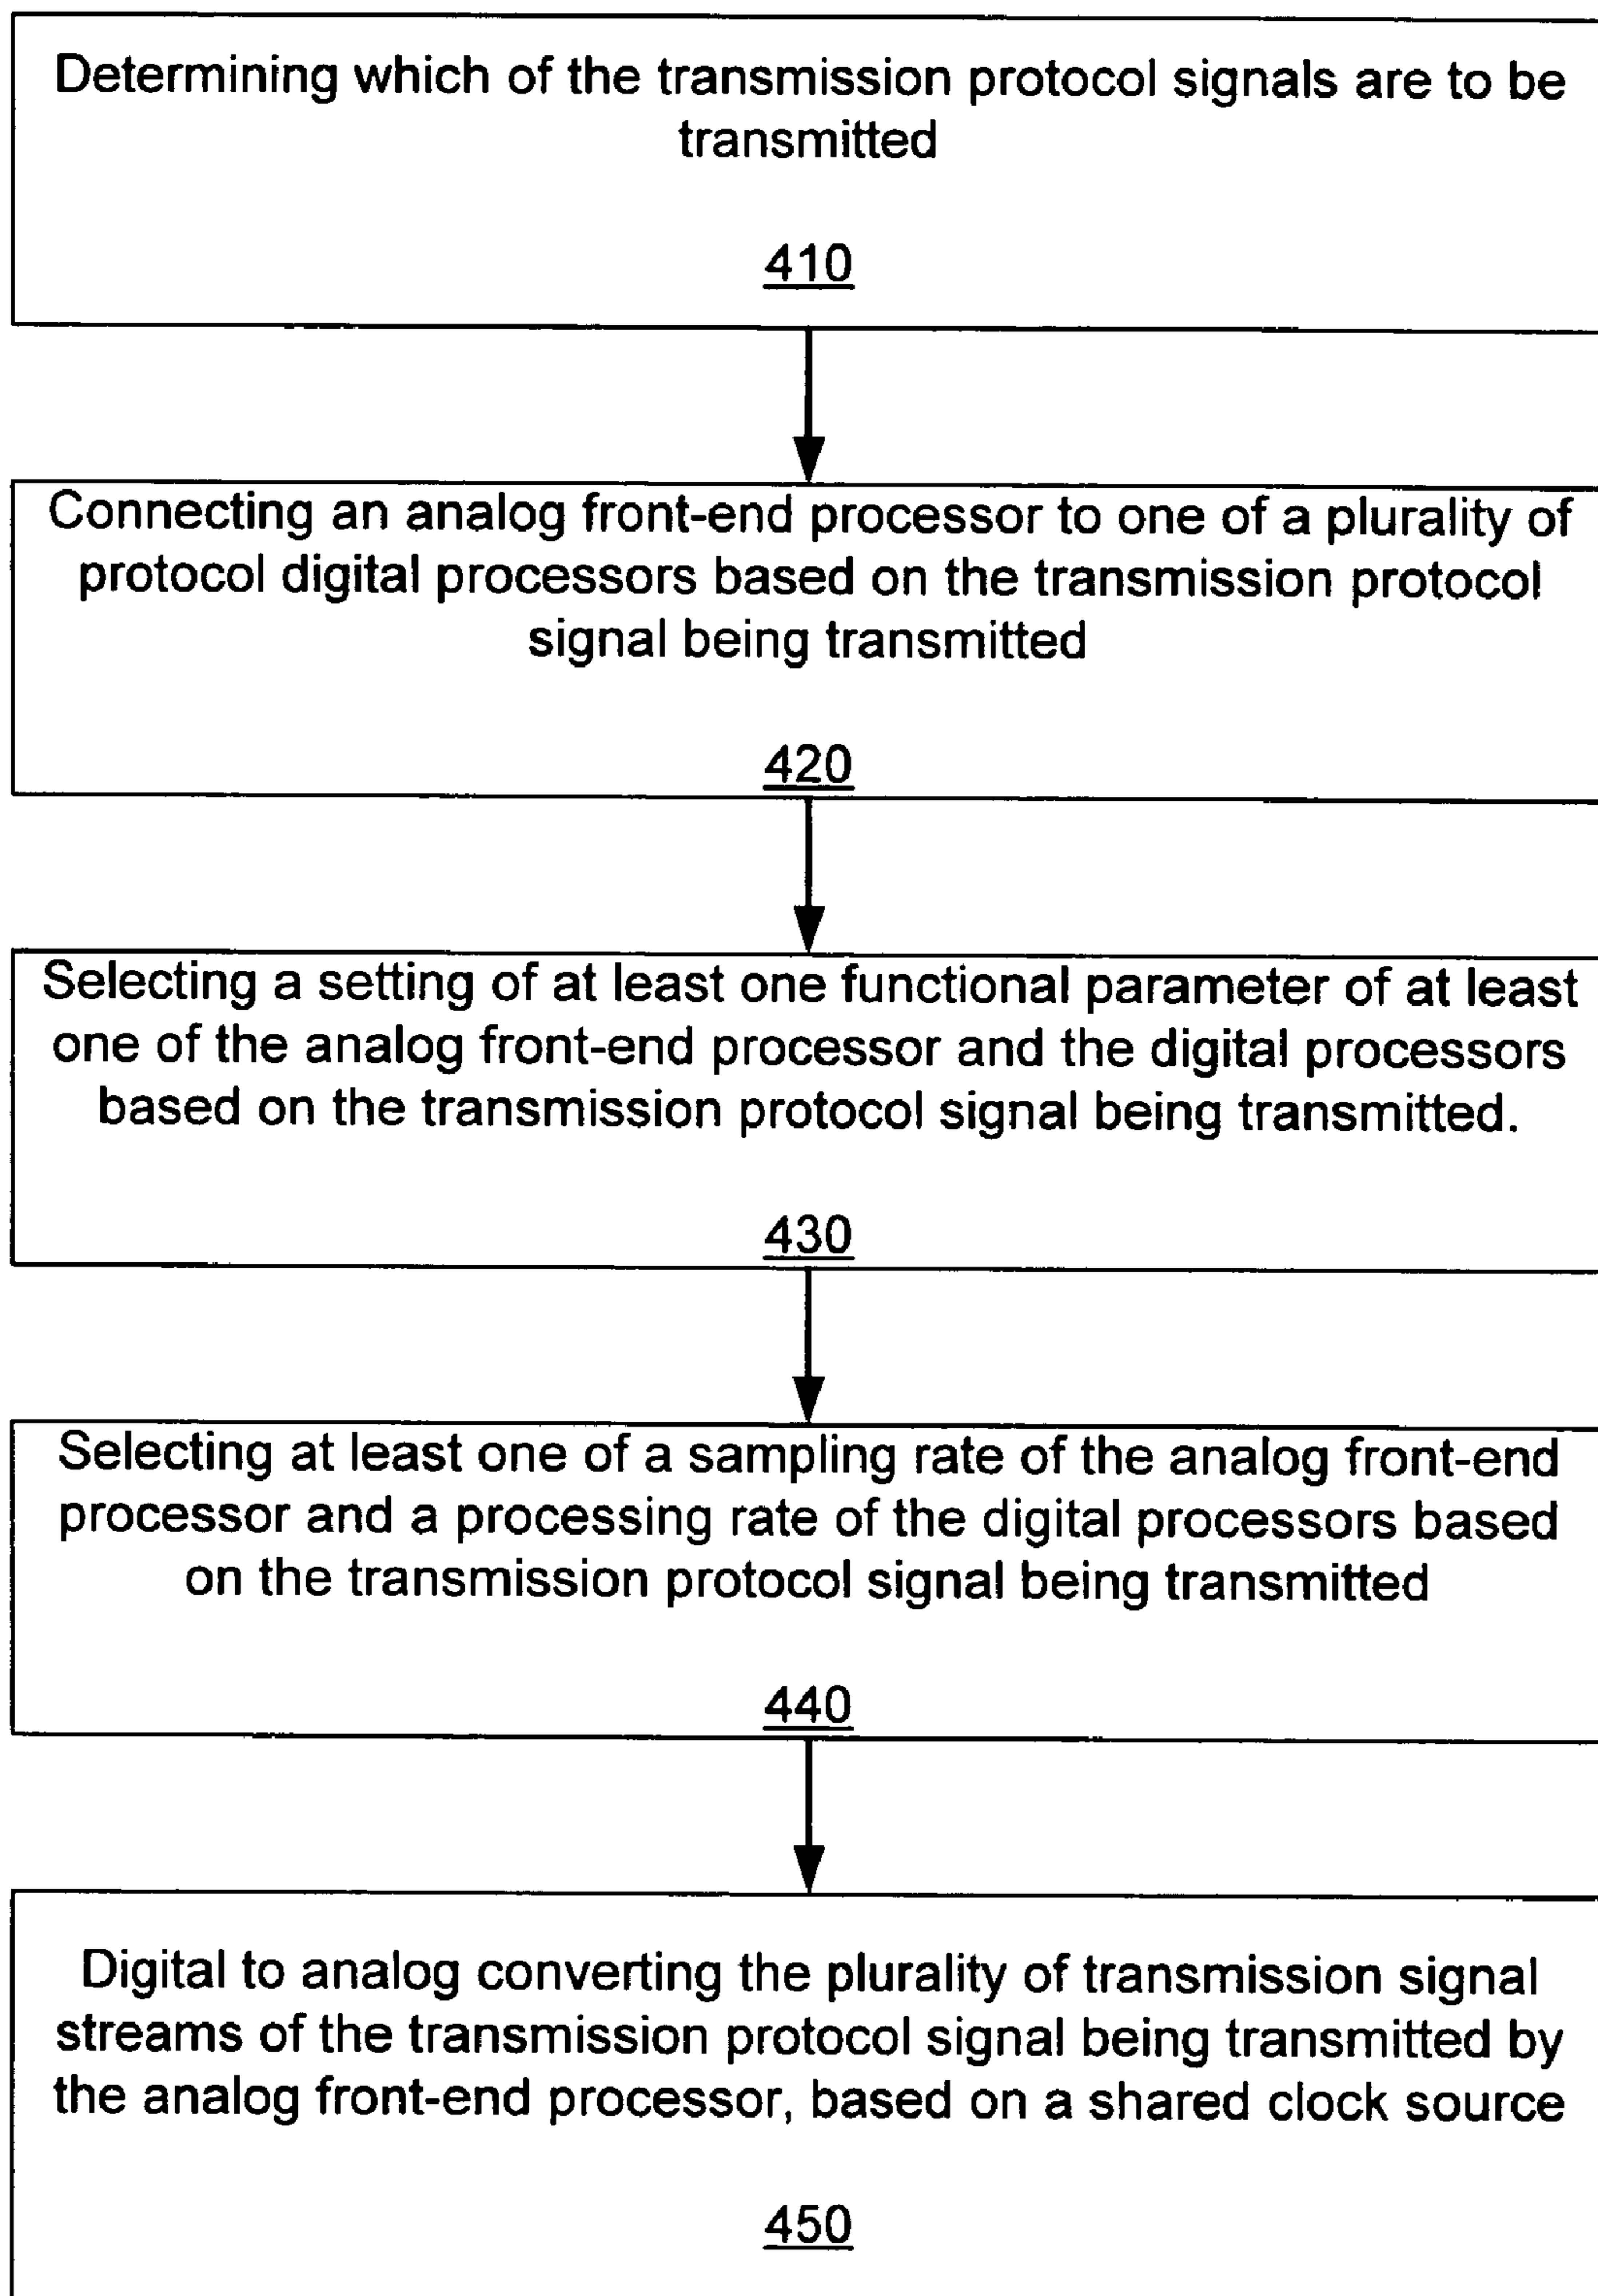 Determining which of the transmission protocol signals are to be
transmitted
410
Connecting an analog front-end processor to one of a plurality of
protocol digital processors based on the transmission protocol
signal being transmitted
420
Selecting a setting of at least one functional parameter of at least
one of the analog front-end processor and the digital processors
based on the transmission protocol signal being transmitted.
430
Selecting at least one of a sampling rate of the analog front-end
processor and a processing rate of the digital processors based
on the transmission protocol signal being transmitted
440
Digital to analog converting the plurality of transmission signal
streams of the transmission protocol signal being transmitted by
the analog front-end processor, based on a shared clock source
450